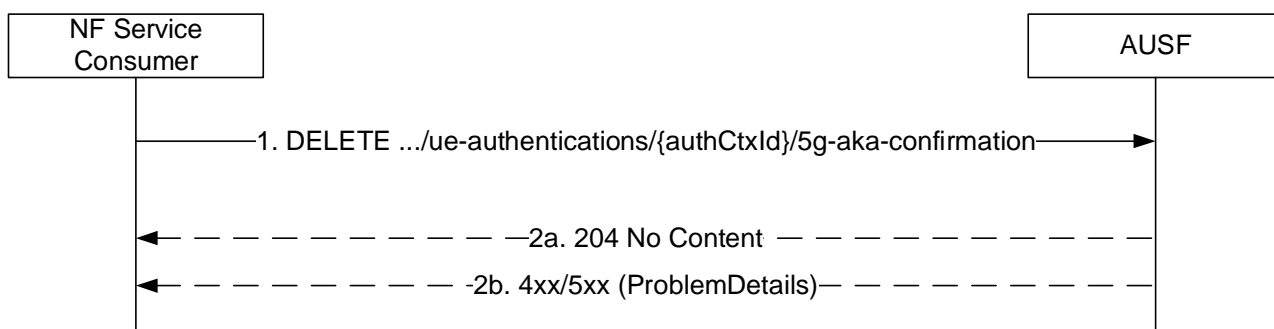 NF Service
Consumer
AUSF
1. DELETE .../ue-authentications/{authCtxId}/5g-aka-confirmation
2a. 204 No Content
2b. 4xx/5xx (ProblemDetails)